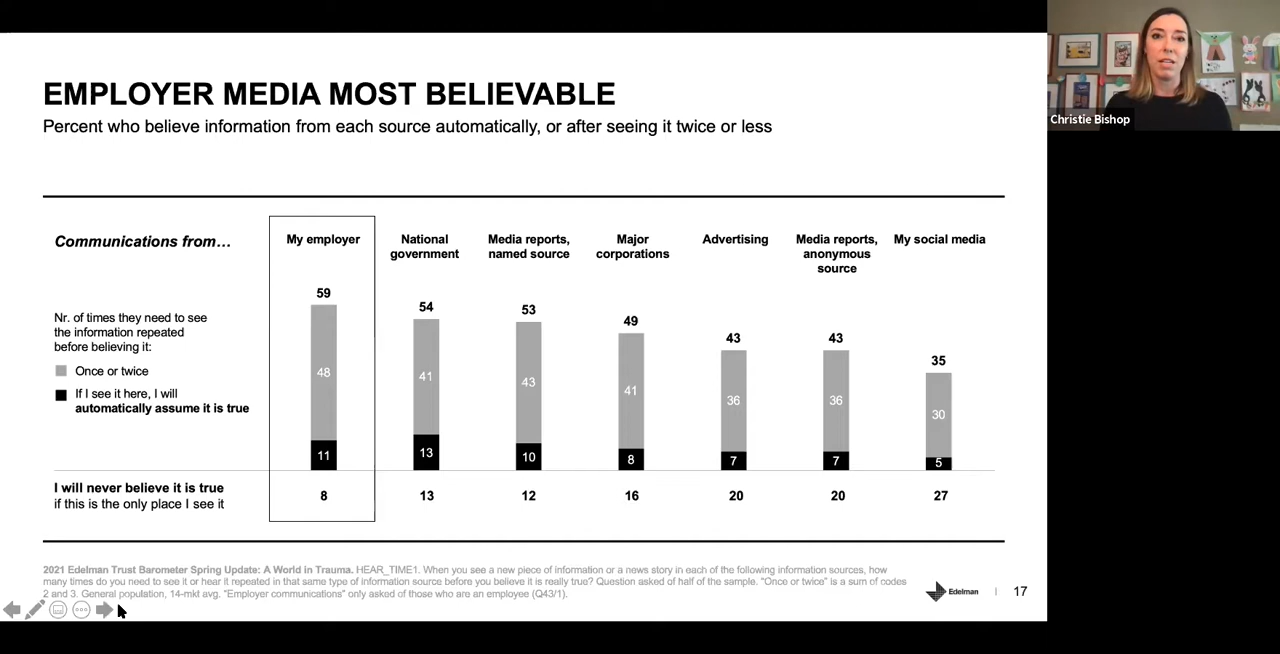 EMPLOYER MEDIA MOST BELIEVABLE
Percent who believe information from each source automatically, or after seeing it twice or less
Christie Bishop
Communications from…
My employer
National
government
Media reports,
named source
Major
corporations
Advertising
Media reports,
anonymous
source
My social media
59
54
53
49
43
43
35
Nr. of times they need to see
the information repeated
before believing it:
Once or twice
If I see it here, I will
automatically assume it is true
48
41
43
41
36
36
30
11
13
10
8
7
7
5
I will never believe it is true
if this is the only place I see it
8
13
12
16
20
20
27
2021 Edelman Trust Barometer Spring Update: A World in Trauma. HEAR_TIME1. When you see a new piece of information or a news story in each of the following information sources, how
many times do you need to see it or hear it repeated in that same type of information source before you believe it is really true? Question asked of half of the sample. “Once or twice” is a sum of codes
2 and 3. General population, 14-mkt avg. “Employer communications” only asked of those who are an employee (Q43/1).
Edelman
17